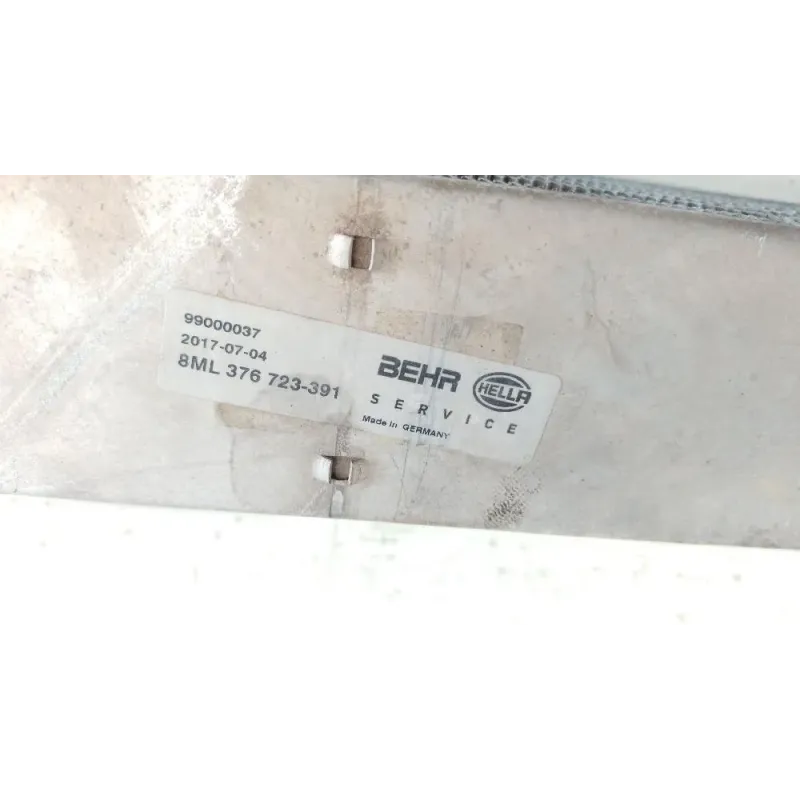 99000037
2017-07-04
8ML 376 723-391
BEHR HELLA
SERVICE
Made in GERMANY